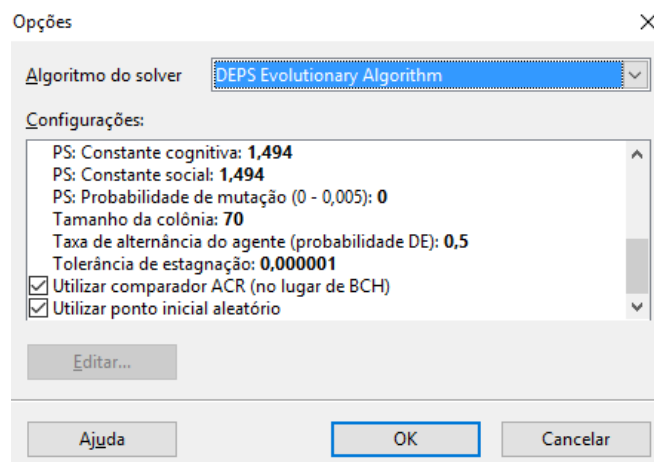 Opções
Algoritmo do solver DEPS Evolutionary Algorithm
Configurações:
PS: Constante cognitiva: 1,494
PS: Constante social: 1,494
PS: Probabilidade de mutação (0 - 0,005): 0
Tamanho da colônia: 70
Taxa de alternância do agente (probabilidade DE): 0,5
Tolerância de estagnação: 0,000001
Utilizar comparador ACR (no lugar de BCH)
Utilizar ponto inicial aleatório
Editar...
Ajuda OK Cancelar